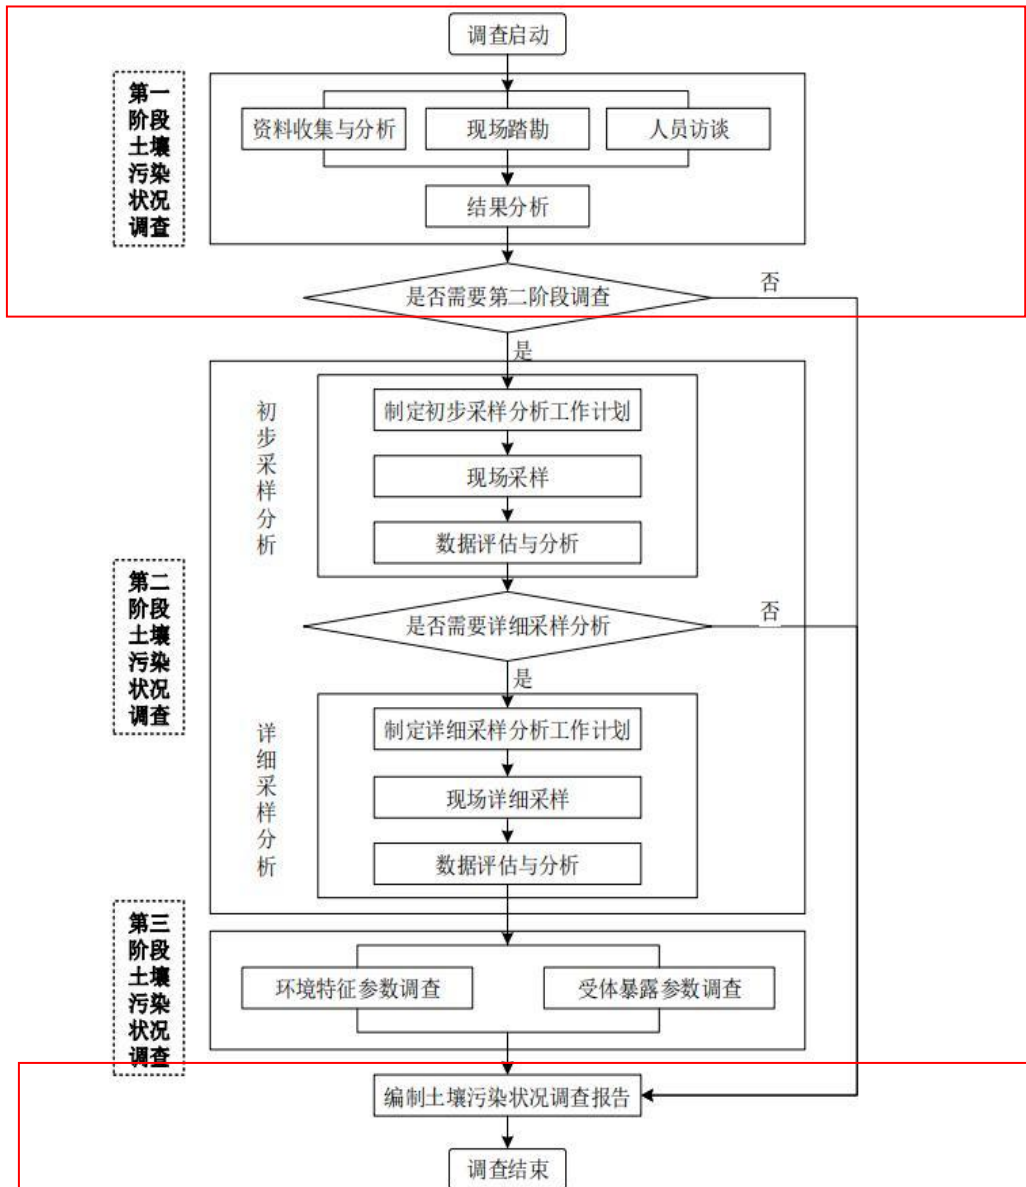 调查启动
第一
阶段
土壤
污染
状况
调查
资料收集与分析
现场踏勘
人员访谈
结果分析
是否需要第二阶段调查
否
是
初
步
采
样
分
析
制定初步采样分析工作计划
现场采样
数据评估与分析
第二
阶段
土壤
污染
状况
调查
是否需要详细采样分析
否
是
详
细
采
样
分
析
制定详细采样分析工作计划
现场详细采样
数据评估与分析
第三
阶段
土壤
污染
状况
调查
环境特征参数调查
受体暴露参数调查
编制土壤污染状况调查报告
调查结束